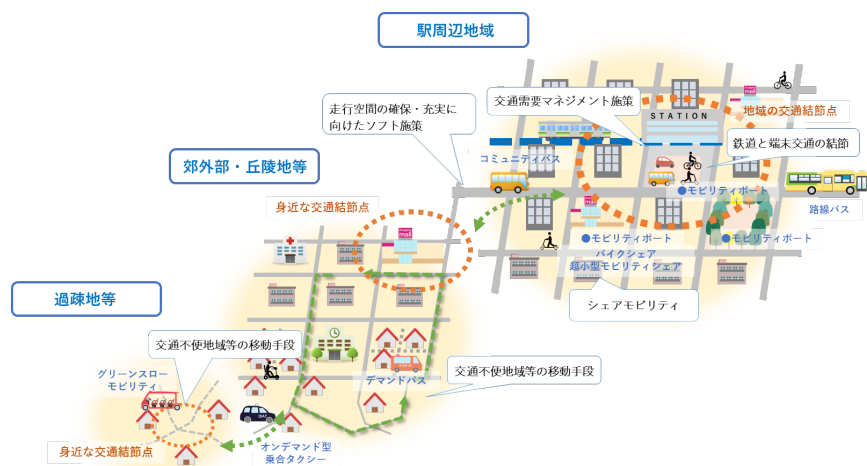 駅周辺地域
走行空間の確保・充実に
向けたソフト施策
交通需要マネジメント施策
STATION
地域の交通結節点
鉄道と端末交通の結節
コミュニティバス
郊外部・丘陵地等
身近な交通結節点
●モビリティポート
路線バス
●モビリティポート
●モビリティポート
バイクシェア
超小型モビリティシェア
シェアモビリティ
過疎地等
交通不便地域等の移動手段
グリーンスロー
モビリティ
デマンドバス
交通不便地域等の移動手段
身近な交通結節点
オンデマンド型
乗合タクシー